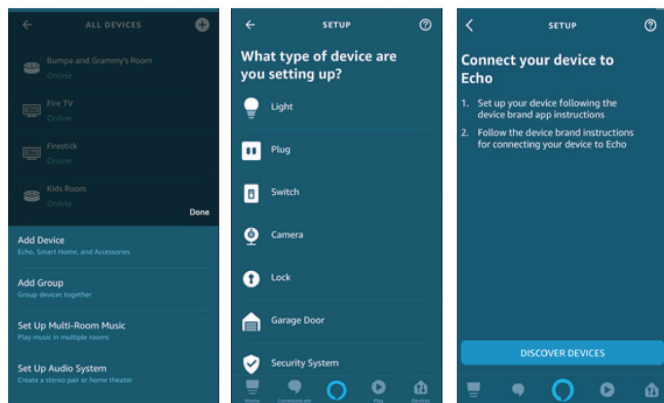 ALL DEVICES
Bumpa and Grammy's Room
Online
Fire TV
Online
Firestick
Online
Kids Room
Online
Done
Add Device
Echo, Smart Home, and Accessories
Add Group
Group devices together
Set Up Multi-Room Music
Play music in multiple rooms
Set Up Audio System
Create a stereo pair or home theater
SETUP
What type of device are
you setting up?
Light
Plug
Switch
Camera
Lock
Garage Door
Security System
Home Communicate Play Devices
SETUP
Connect your device to
Echo
1. Set up your device following the
device brand app instructions
2. Follow the device brand instructions
for connecting your device to Echo
DISCOVER DEVICES